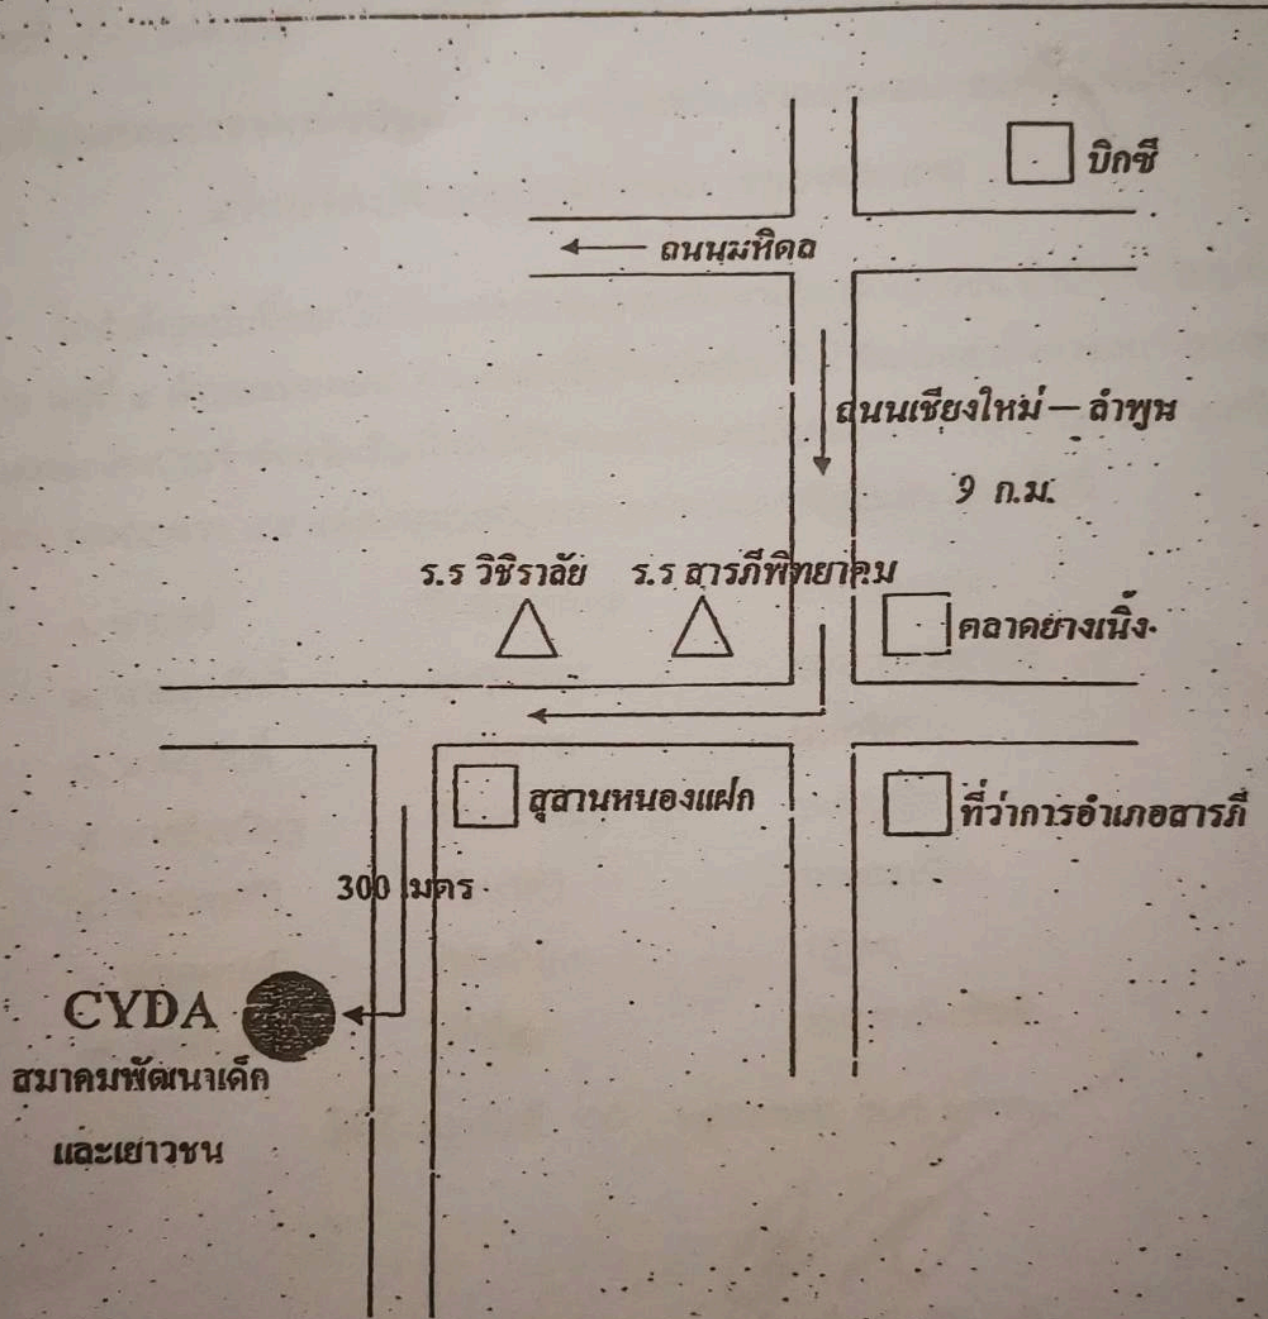 บิกซี
ถนนมหิดล
ถนนเชียงใหม่ — ลำพูน
9 ก.ม.
ร.ร วิชิราลัย ร.ร สารภีพิทยาคม
ตลาดยางเนิ้ง
สุสานหนองแฝก
ที่ว่าการอำเภอสารภี
300 เมตร
CYDA
สมาคมพัฒนาเด็ก
และเยาวชน